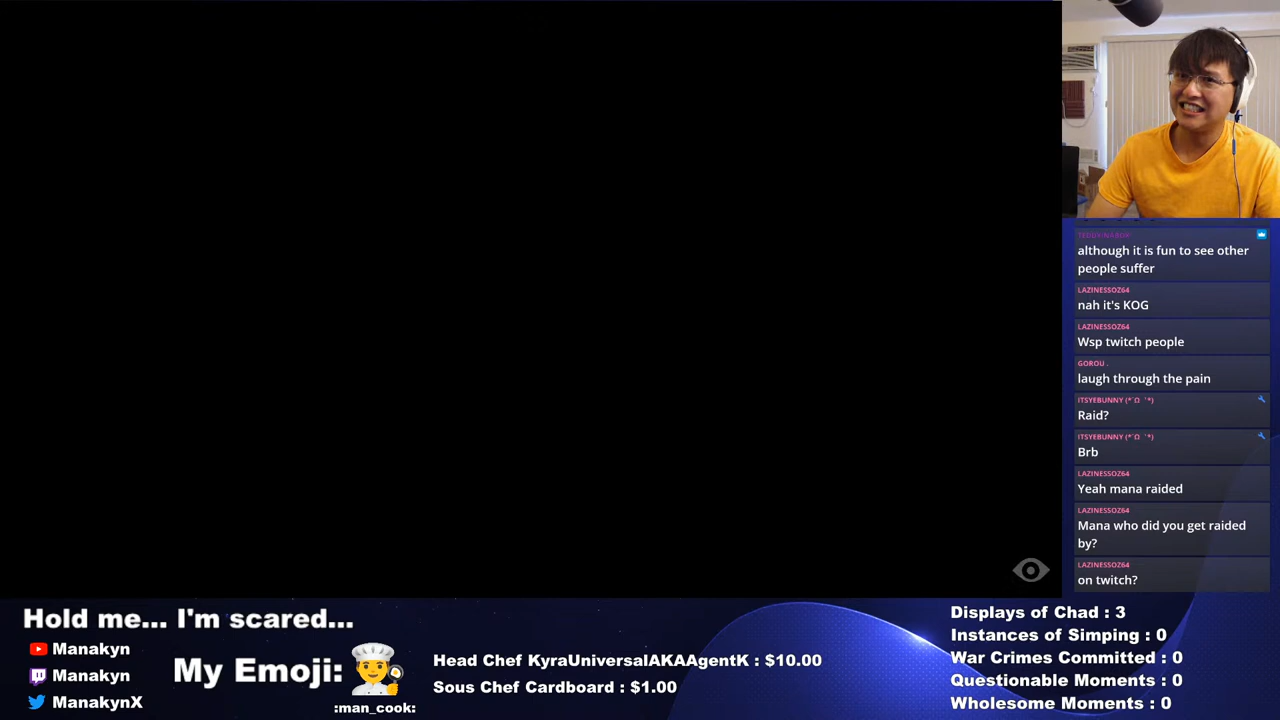 TEDDYINABOX
although it is fun to see other
people suffer
LAZINESSOZ64
nah it's KOG
LAZINESSOZ64
Wsp twitch people
GOROU .
laugh through the pain
ITSYEBUNNY (*´Ω `*)
Raid?
ITSYEBUNNY (*´Ω `*)
Brb
LAZINESSOZ64
Yeah mana raided
LAZINESSOZ64
Mana who did you get raided
by?
LAZINESSOZ64
on twitch?
Hold me... I'm scared...
Manakyn
Manakyn
ManakynX
My Emoji:
:man_cook:
Head Chef KyraUniversalAKAAgentK : $10.00
Sous Chef Cardboard : $1.00
Displays of Chad : 3
Instances of Simping : 0
War Crimes Committed : 0
Questionable Moments : 0
Wholesome Moments : 0